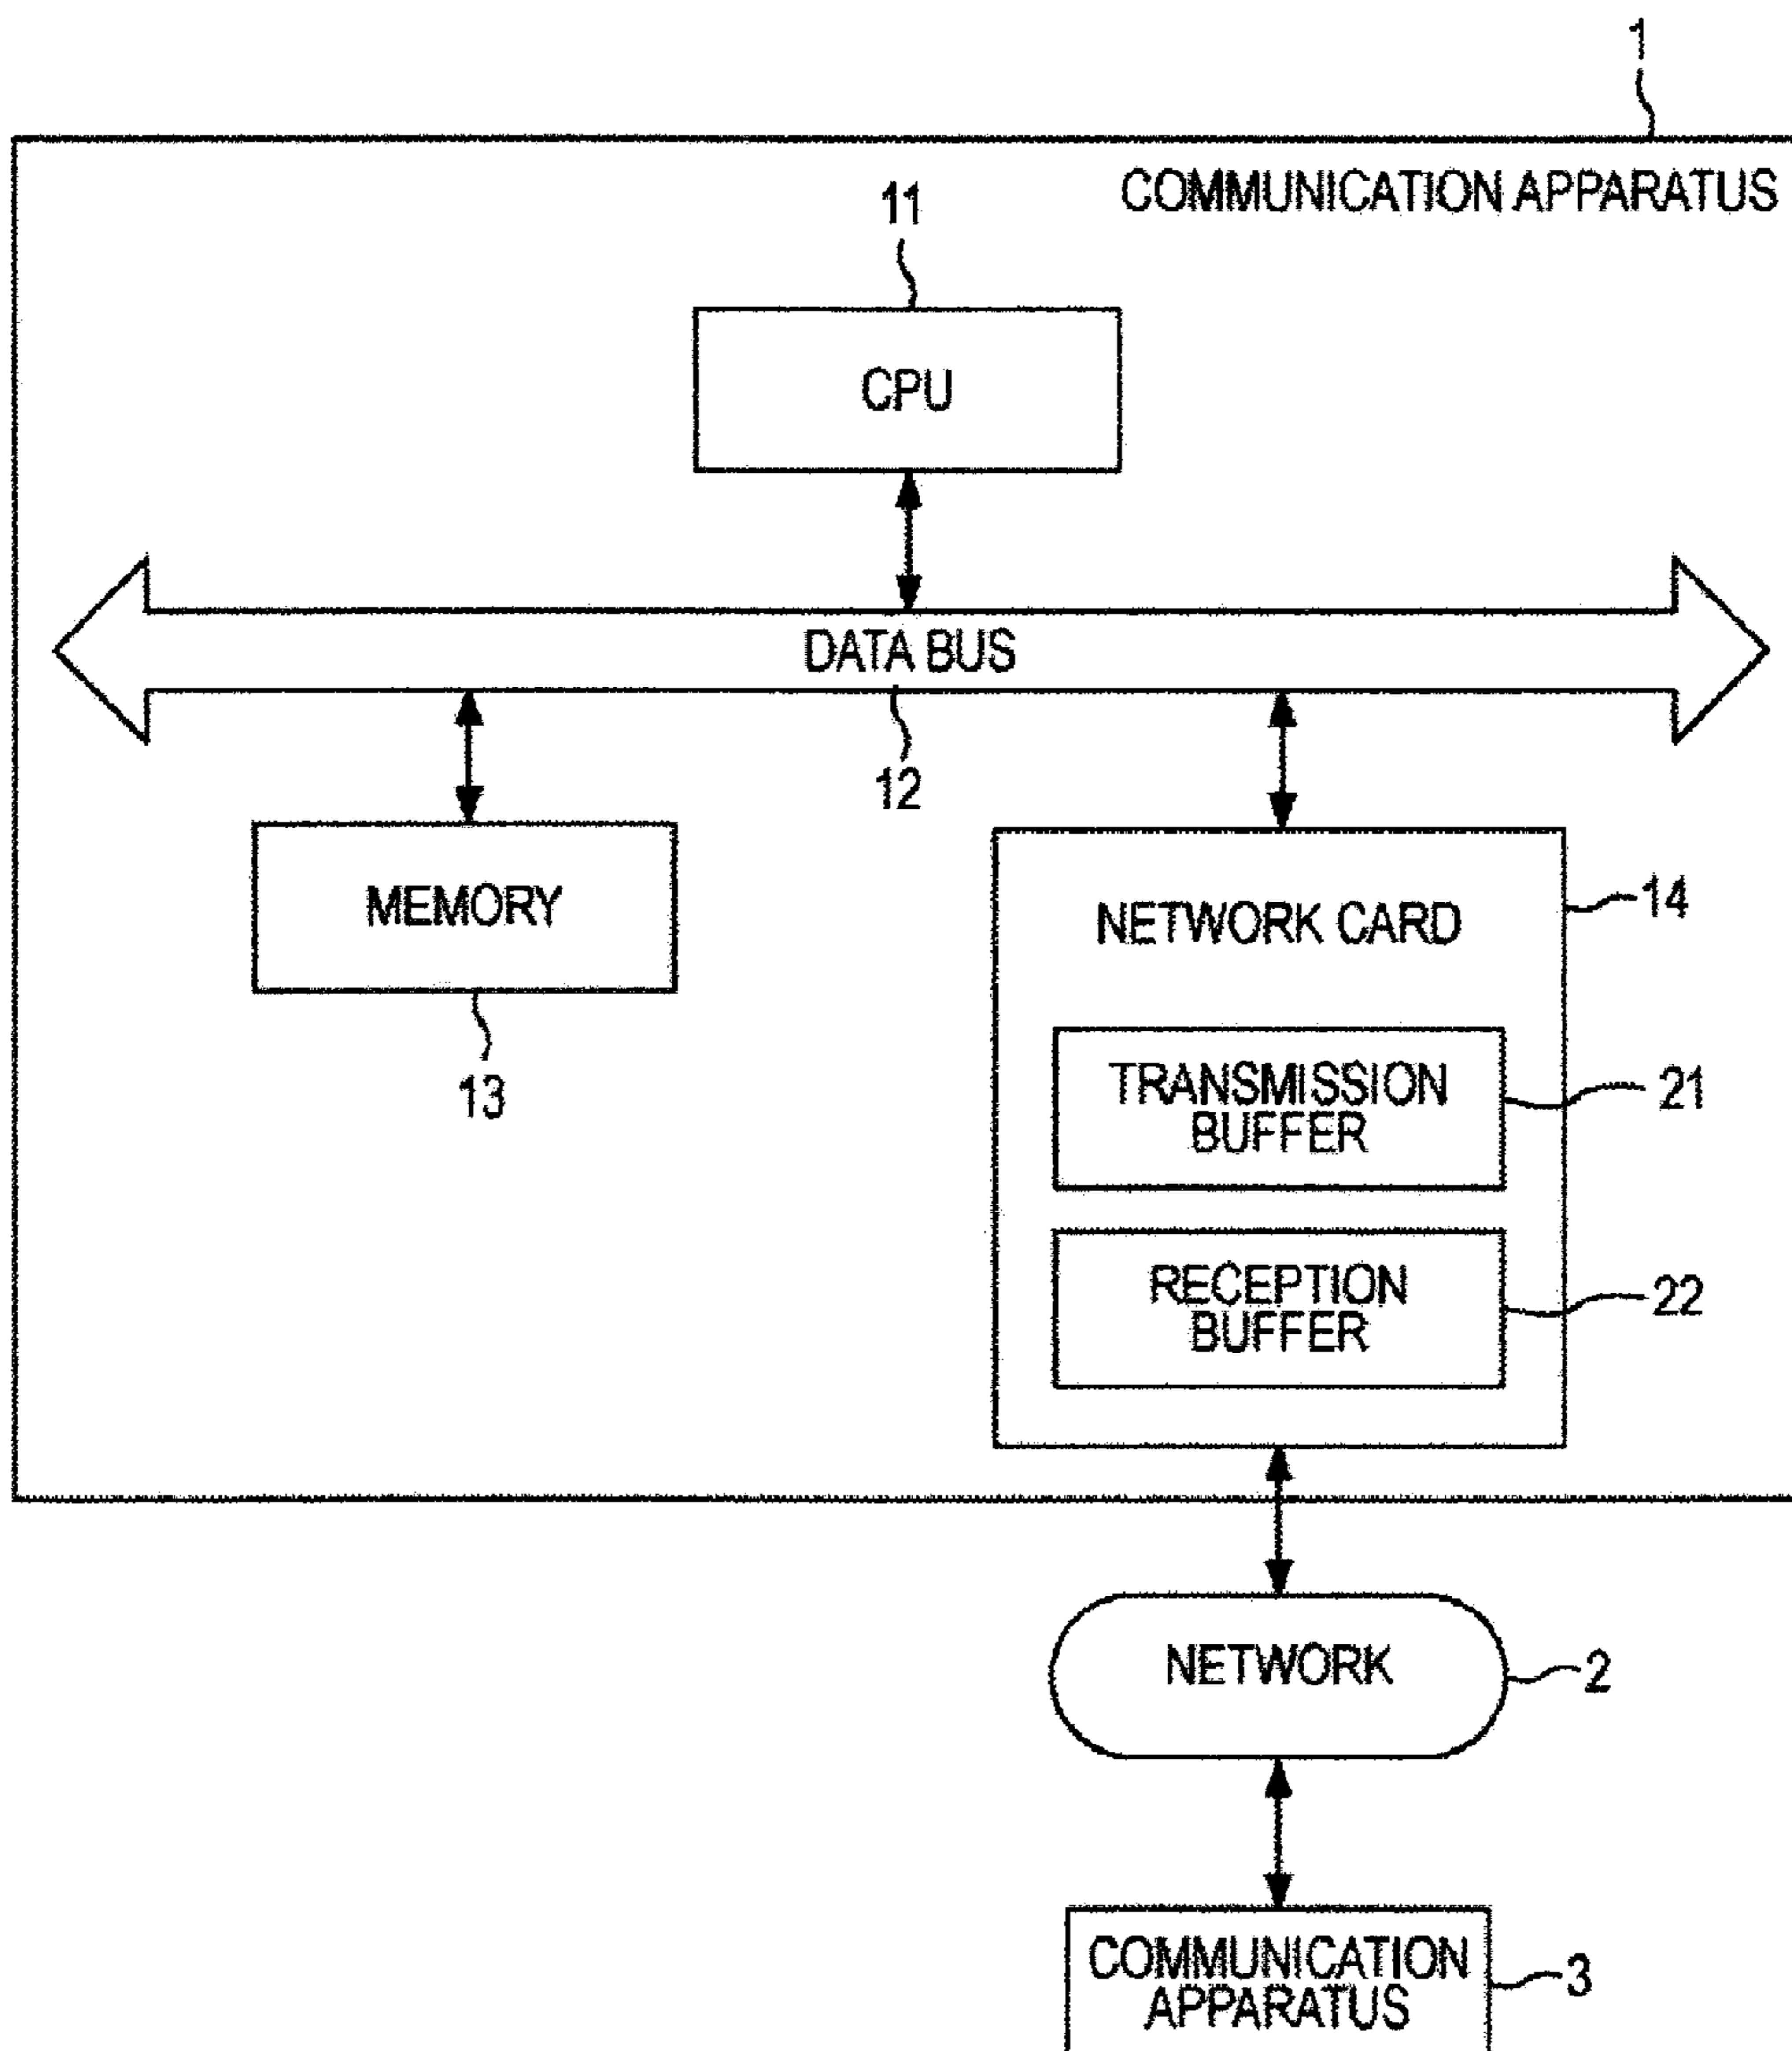 1
COMMUNICATION APPARATUS
11
CPU
DATA BUS
12
MEMORY
13
NETWORK CARD
14
TRANSMISSION
BUFFER
21
RECEPTION
BUFFER
22
NETWORK
2
COMMUNICATION
APPARATUS
3